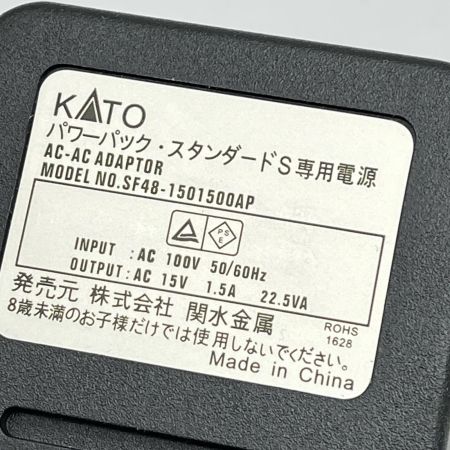 KATO
パワーパック・スタンダードS専用電源
AC-AC ADAPTOR
MODEL NO.SF48-1501500AP
PS
E
INPUT :AC 100V 50/60Hz
OUTPUT:AC 15V 1.5A 22.5VA
発売元 株式会社 関水金属
8歳未満のお子様だけでは使用しないでください。
ROHS
1628
Made in China